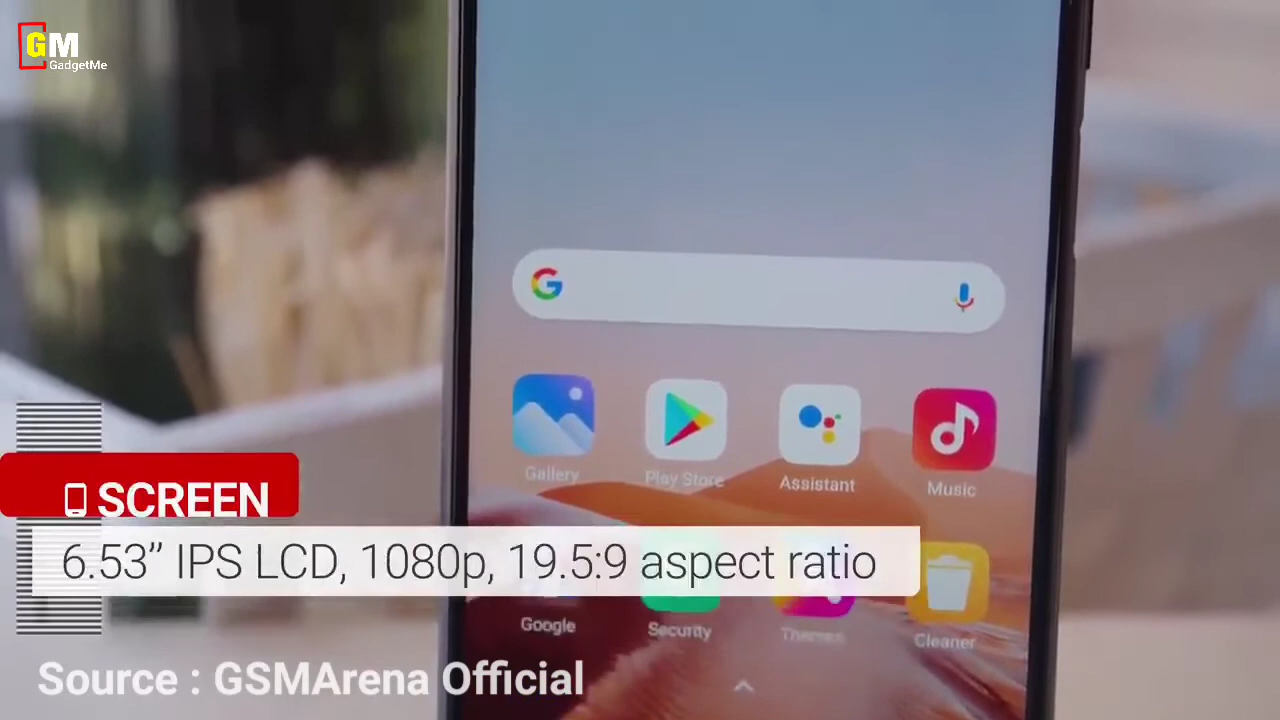 GM
GadgetMe
Gallery
Play Store
Assistant
Music
SCREEN
6.53” IPS LCD, 1080p, 19.5:9 aspect ratio
Google
Security
Themes
Cleaner
Source : GSMArena Official